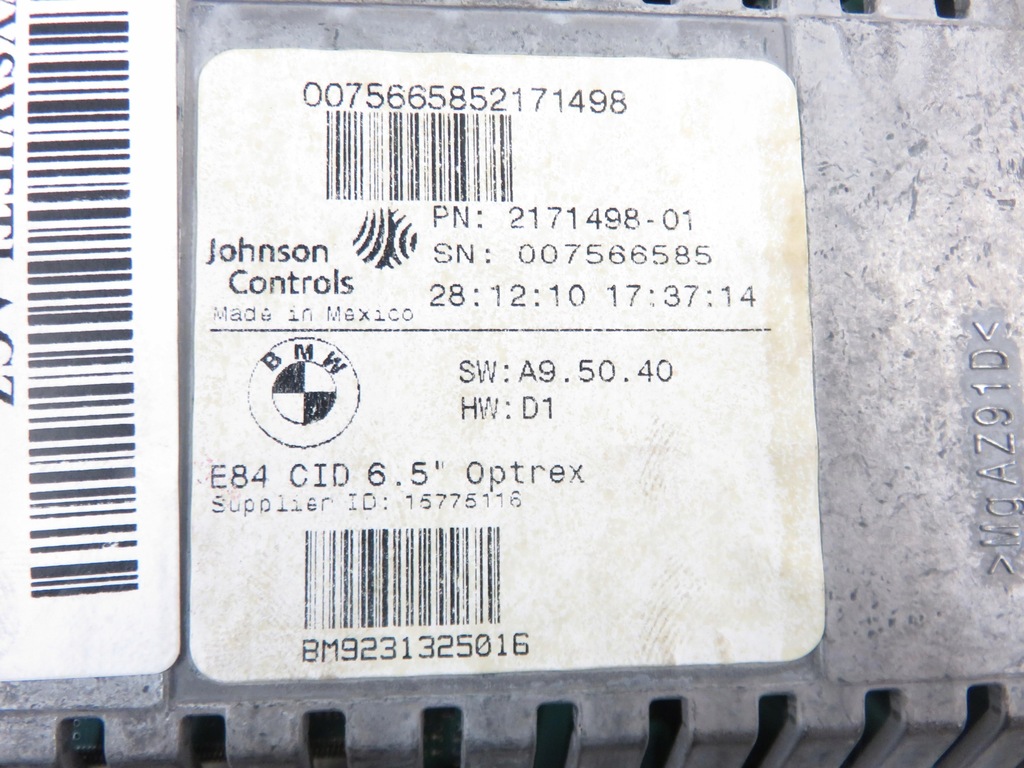 0075665852171498
PN: 2171498-01
Johnson
SN: 007566585
Controls
28:12:10 17:37:14
Made in Mexico
BMW
SW:A9.50.40
HW:D1
E84 CID 6.5" Optrex
Supplier ID: 15775116
BM9231325016
>MgAZ91D<